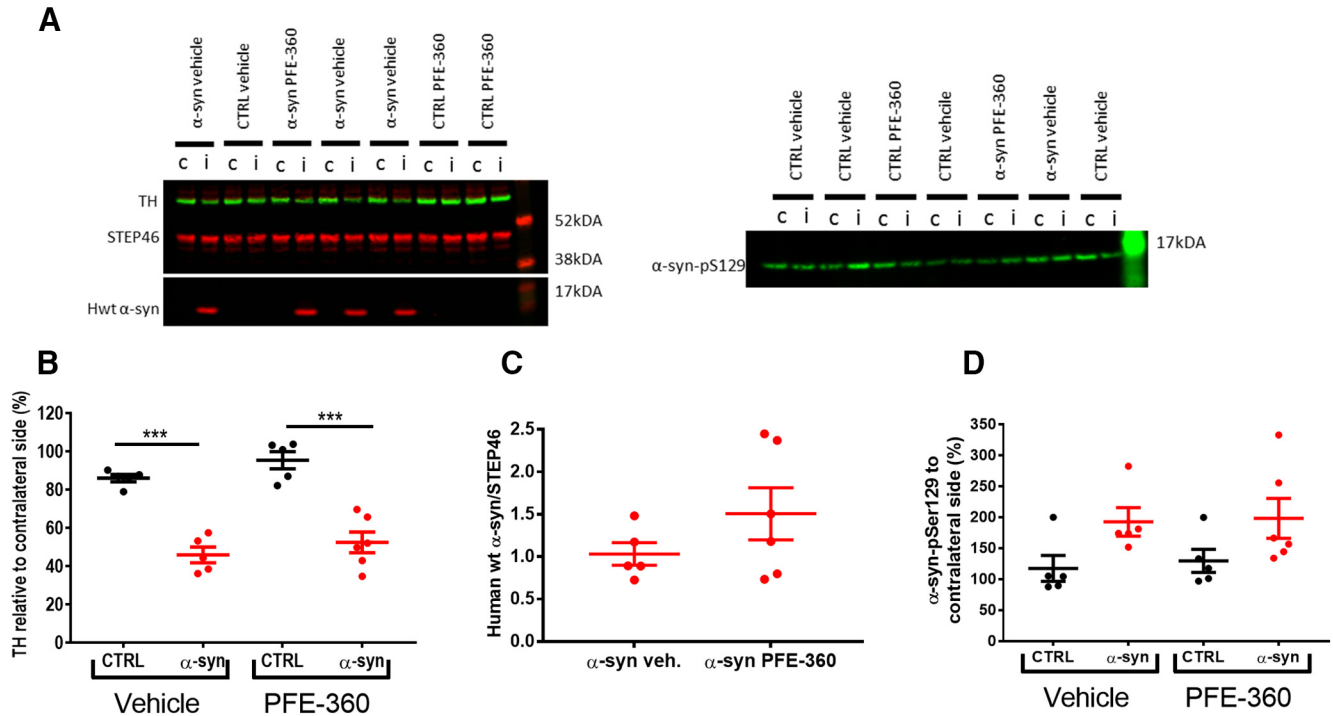 A
α-syn vehicle
CTRL vehicle
α-syn PFE-360
α-syn vehicle
α-syn vehicle
CTRL PFE-360
CTRL PFE-360
c i c i c i c i c i c i c i
TH
STEP46
Hwt α-syn
52kDA
38kDA
17kDA
CTRL vehicle
CTRL vehicle
CTRL PFE-360
CTRL vehcile
α-syn PFE-360
α-syn vehicle
CTRL vehicle
c i c i c i c i c i c i c i
α-syn-pS129
17kDA
B
TH relative to contralateral side (%)
120
100
80
60
40
20
0
***
***
CTRL α-syn CTRL α-syn
Vehicle PFE-360
C
Human wt α-syn/STEP46
2.5
2.0
1.5
1.0
0.5
0.0
α-syn veh. α-syn PFE-360
D
α-syn-pSer129 to
contralateral side (%)
350
300
250
200
150
100
50
0
CTRL α-syn CTRL α-syn
Vehicle PFE-360